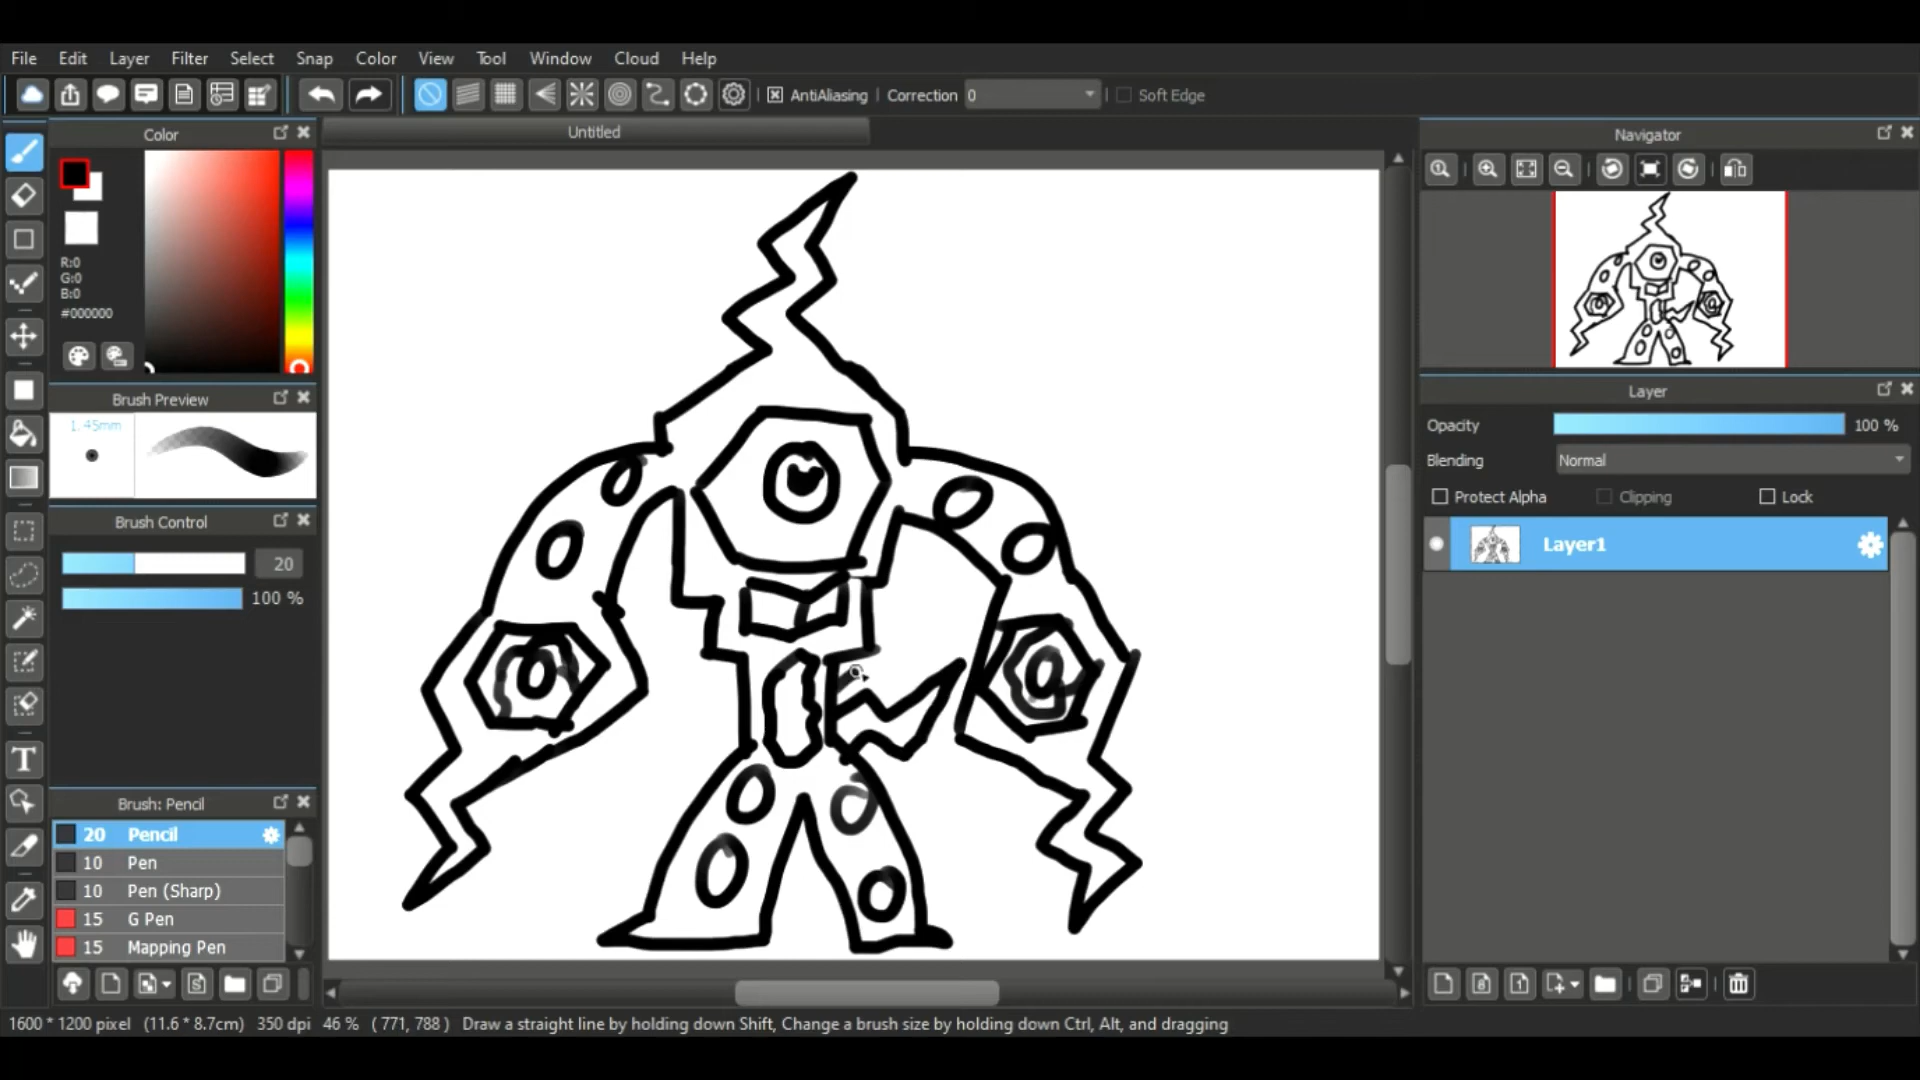 File Edit Layer Filter Select Snap Color View Tool Window Cloud Help
AntiAliasing Correction 0 Soft Edge
Color
Untitled
Navigator
R:0
G:0
B:0
#000000
Brush Preview
1.45mm
Layer
Opacity 100 %
Blending Normal
Protect Alpha Clipping Lock
Brush Control
20
100 %
Layer1
Brush: Pencil
20 Pencil
10 Pen
10 Pen (Sharp)
15 G Pen
15 Mapping Pen
1600 * 1200 pixel (11.6 * 8.7cm) 350 dpi 46 % ( 771, 788 ) Draw a straight line by holding down Shift, Change a brush size by holding down Ctrl, Alt, and dragging